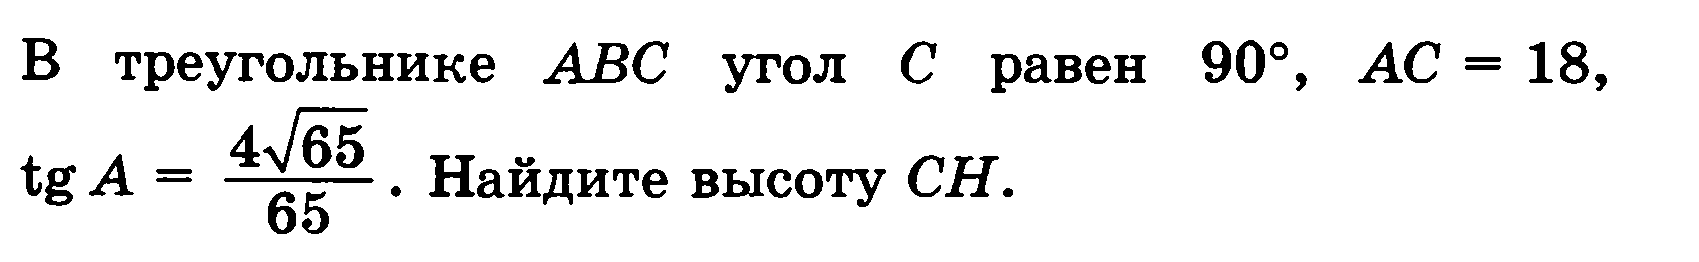 В треугольнике ABC угол C равен 90°, AC = 18,
tg A = 4√65/65. Найдите высоту CH.